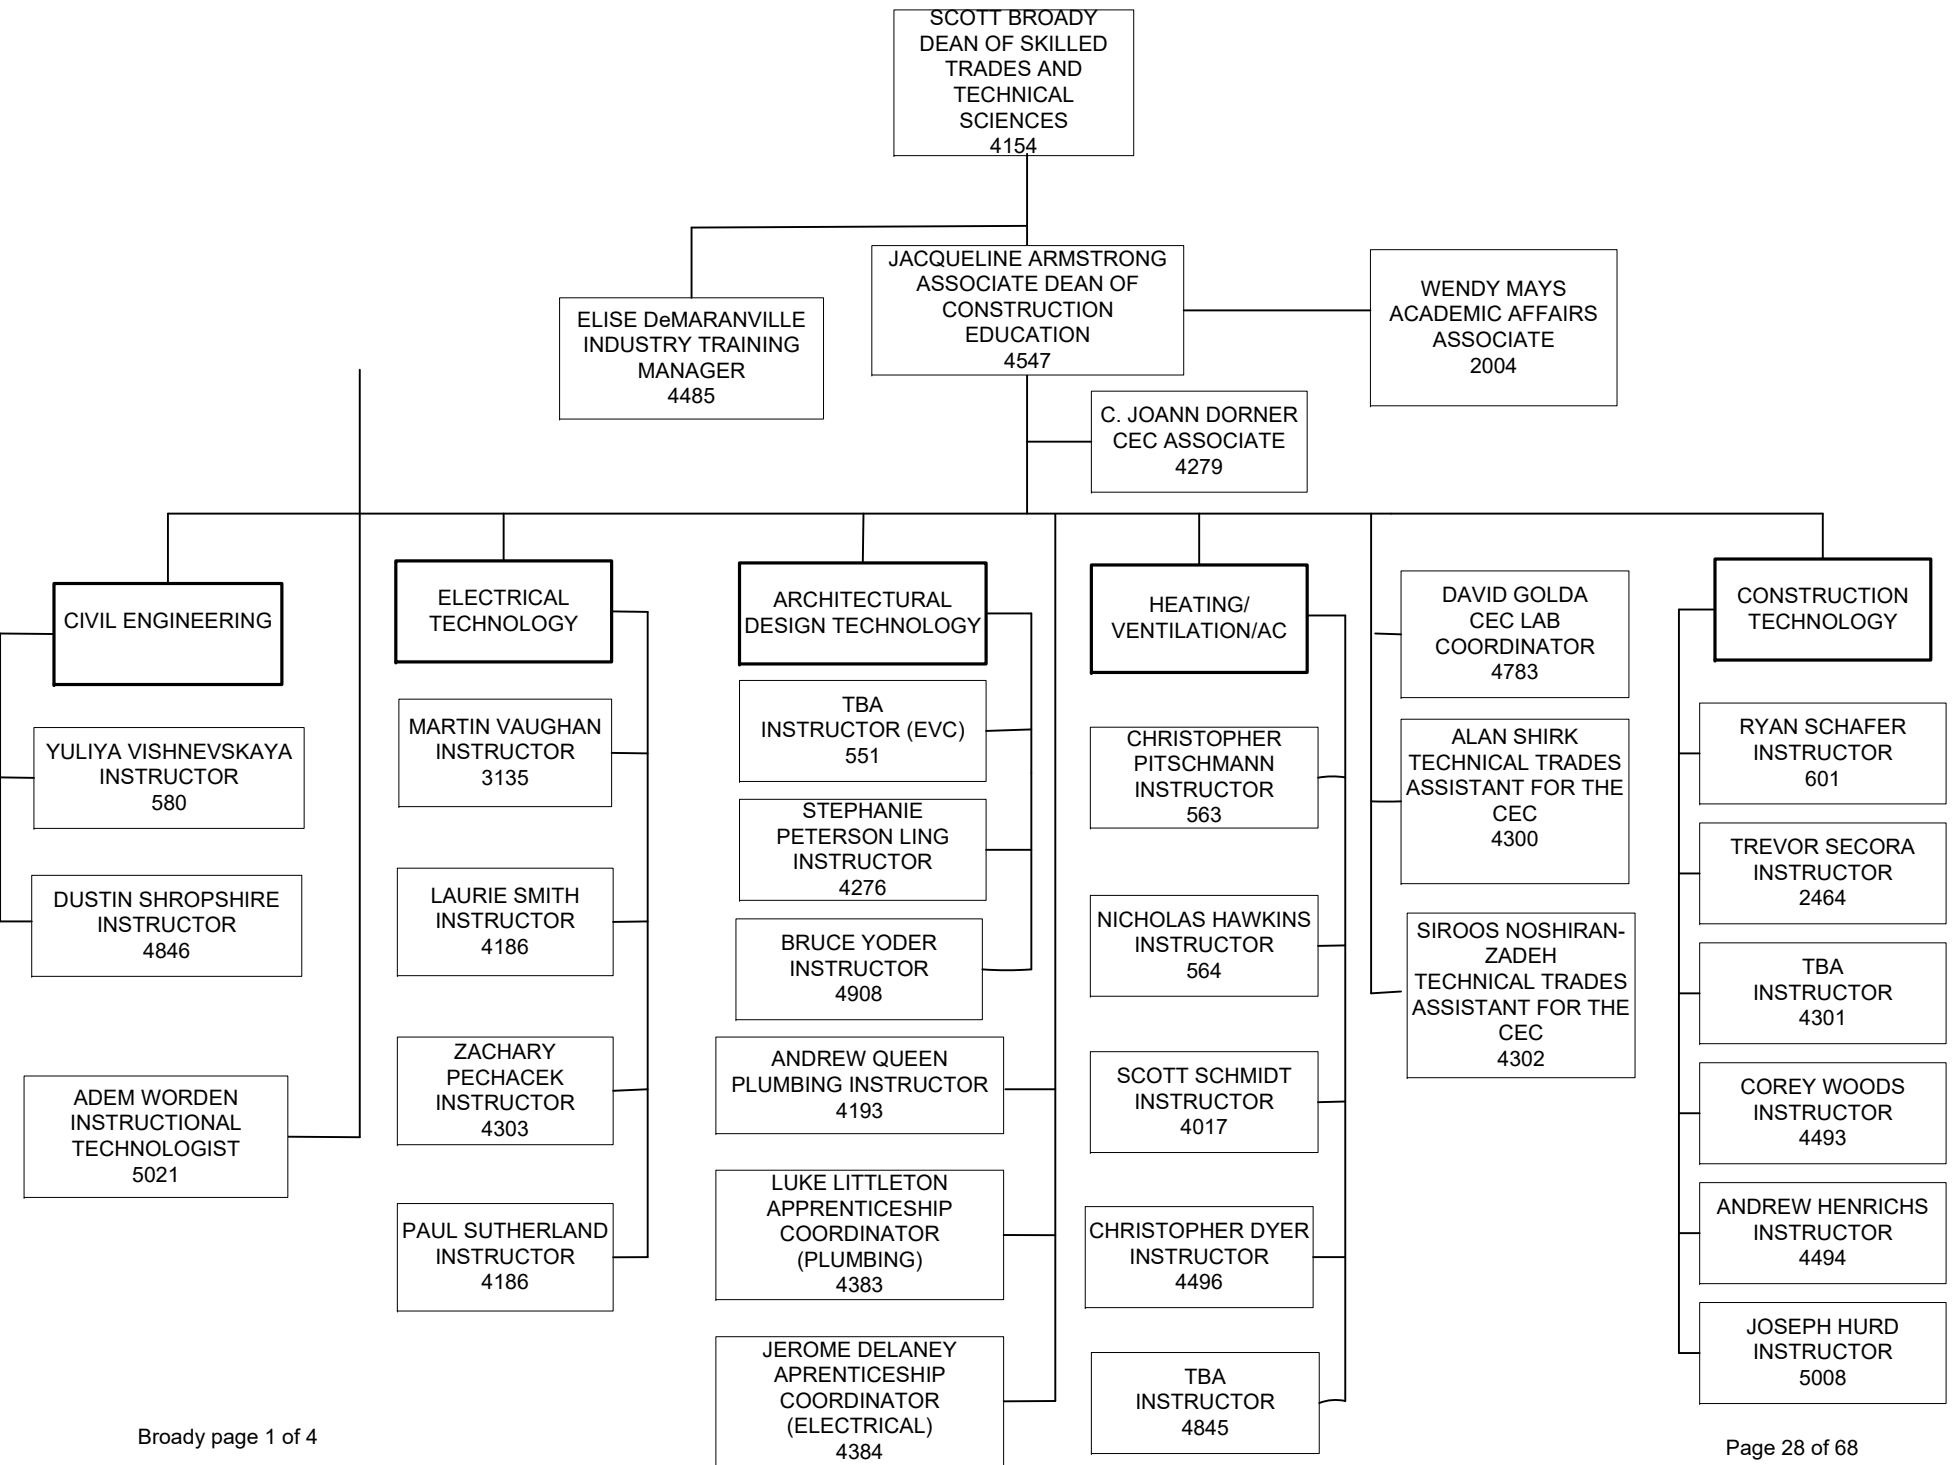 SCOTT BROADY
DEAN OF SKILLED
TRADES AND
TECHNICAL
SCIENCES
4154
ELISE DeMARANVILLE
INDUSTRY TRAINING
MANAGER
4485
JACQUELINE ARMSTRONG
ASSOCIATE DEAN OF
CONSTRUCTION
EDUCATION
4547
WENDY MAYS
ACADEMIC AFFAIRS
ASSOCIATE
2004
C. JOANN DORNER
CEC ASSOCIATE
4279
CIVIL ENGINEERING
YULIYA VISHNEVSKAYA
INSTRUCTOR
580
DUSTIN SHROPSHIRE
INSTRUCTOR
4846
ADEM WORDEN
INSTRUCTIONAL
TECHNOLOGIST
5021
ELECTRICAL
TECHNOLOGY
MARTIN VAUGHAN
INSTRUCTOR
3135
LAURIE SMITH
INSTRUCTOR
4186
ZACHARY
PECHACEK
INSTRUCTOR
4303
PAUL SUTHERLAND
INSTRUCTOR
4186
ARCHITECTURAL
DESIGN TECHNOLOGY
TBA
INSTRUCTOR (EVC)
551
STEPHANIE
PETERSON LING
INSTRUCTOR
4276
BRUCE YODER
INSTRUCTOR
4908
ANDREW QUEEN
PLUMBING INSTRUCTOR
4193
LUKE LITTLETON
APPRENTICESHIP
COORDINATOR
(PLUMBING)
4383
JEROME DELANEY
APRENTICESHIP
COORDINATOR
(ELECTRICAL)
4384
HEATING/
VENTILATION/AC
CHRISTOPHER
PITSCHMANN
INSTRUCTOR
563
NICHOLAS HAWKINS
INSTRUCTOR
564
SCOTT SCHMIDT
INSTRUCTOR
4017
CHRISTOPHER DYER
INSTRUCTOR
4496
TBA
INSTRUCTOR
4845
DAVID GOLDA
CEC LAB
COORDINATOR
4783
ALAN SHIRK
TECHNICAL TRADES
ASSISTANT FOR THE
CEC
4300
SIROOS NOSHIRAN-
ZADEH
TECHNICAL TRADES
ASSISTANT FOR THE
CEC
4302
CONSTRUCTION
TECHNOLOGY
RYAN SCHAFER
INSTRUCTOR
601
TREVOR SECORA
INSTRUCTOR
2464
TBA
INSTRUCTOR
4301
COREY WOODS
INSTRUCTOR
4493
ANDREW HENRICHS
INSTRUCTOR
4494
JOSEPH HURD
INSTRUCTOR
5008
Broady page 1 of 4
Page 28 of 68